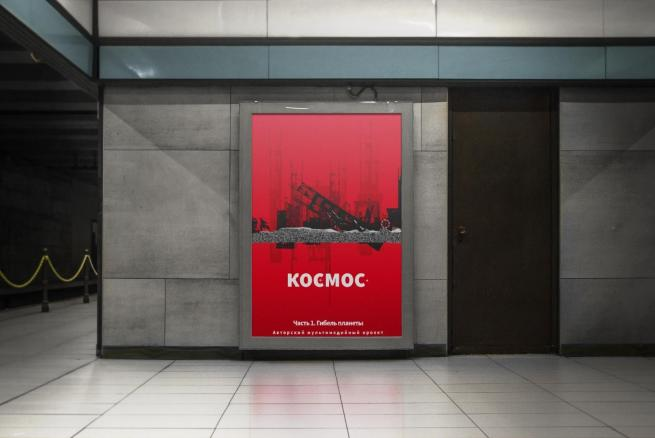 КОСМОС
Часть 1. Гибель планеты
Авторский мультимедийный проект